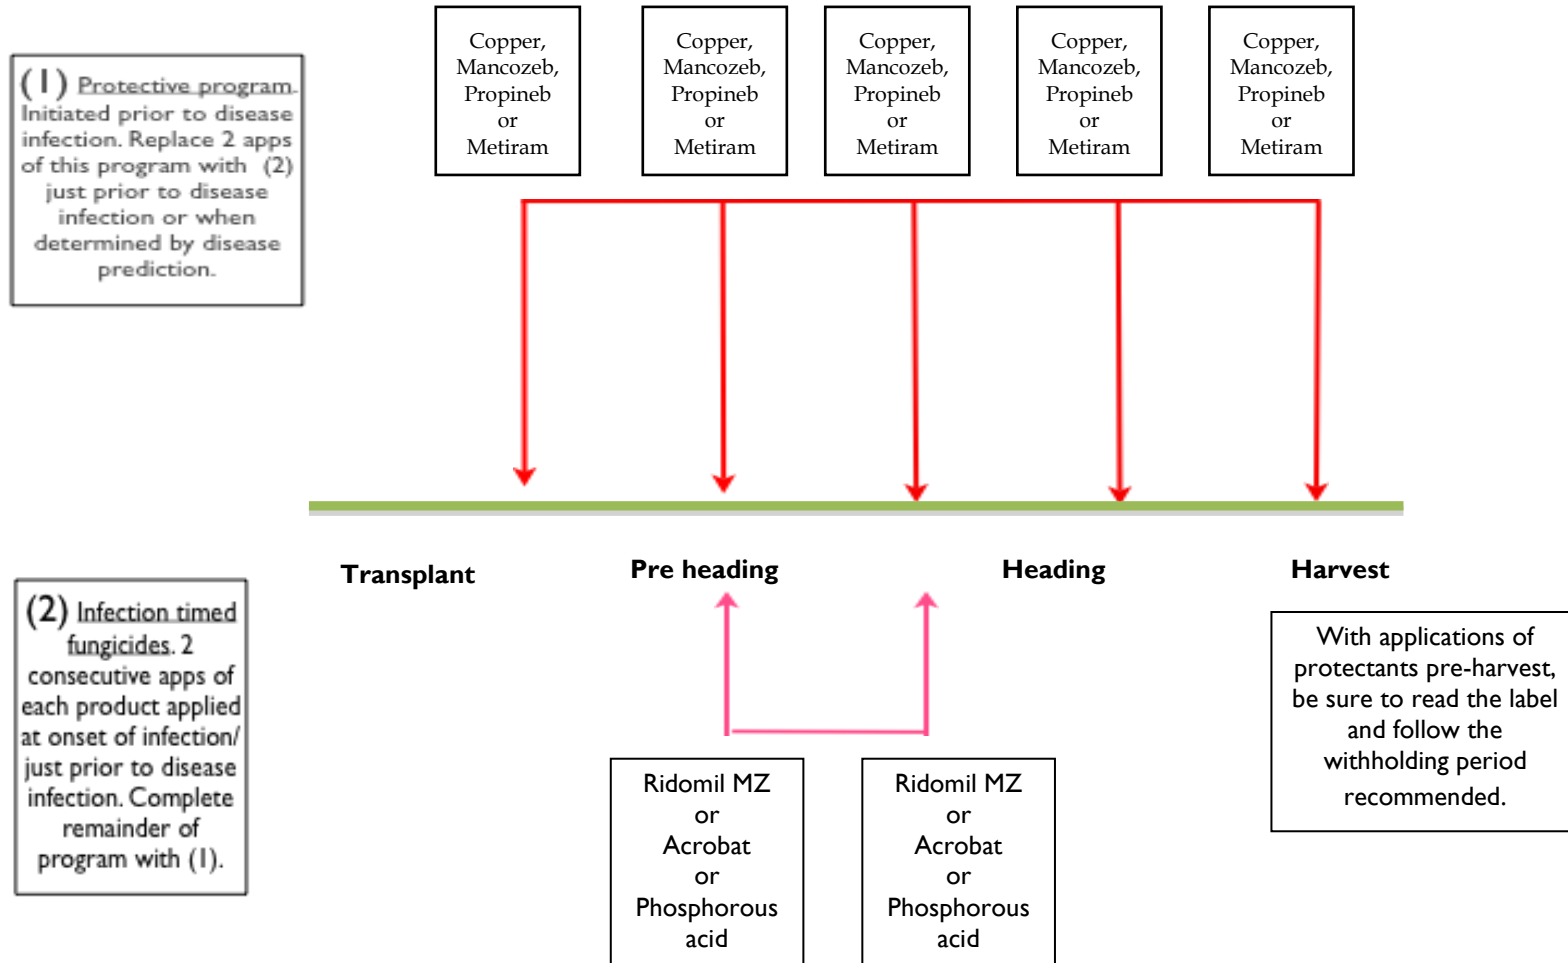 (1) Protective program.
Initiated prior to disease
infection. Replace 2 apps
of this program with (2)
just prior to disease
infection or when
determined by disease
prediction.
Copper,
Mancozeb,
Propineb
or
Metiram
Copper,
Mancozeb,
Propineb
or
Metiram
Copper,
Mancozeb,
Propineb
or
Metiram
Copper,
Mancozeb,
Propineb
or
Metiram
Copper,
Mancozeb,
Propineb
or
Metiram
Transplant
Pre heading
Heading
Harvest
(2) Infection timed
fungicides. 2
consecutive apps of
each product applied
at onset of infection/
just prior to disease
infection. Complete
remainder of
program with (1).
Ridomil MZ
or
Acrobat
or
Phosphorous
acid
Ridomil MZ
or
Acrobat
or
Phosphorous
acid
With applications of
protectants pre-harvest,
be sure to read the label
and follow the
withholding period
recommended.